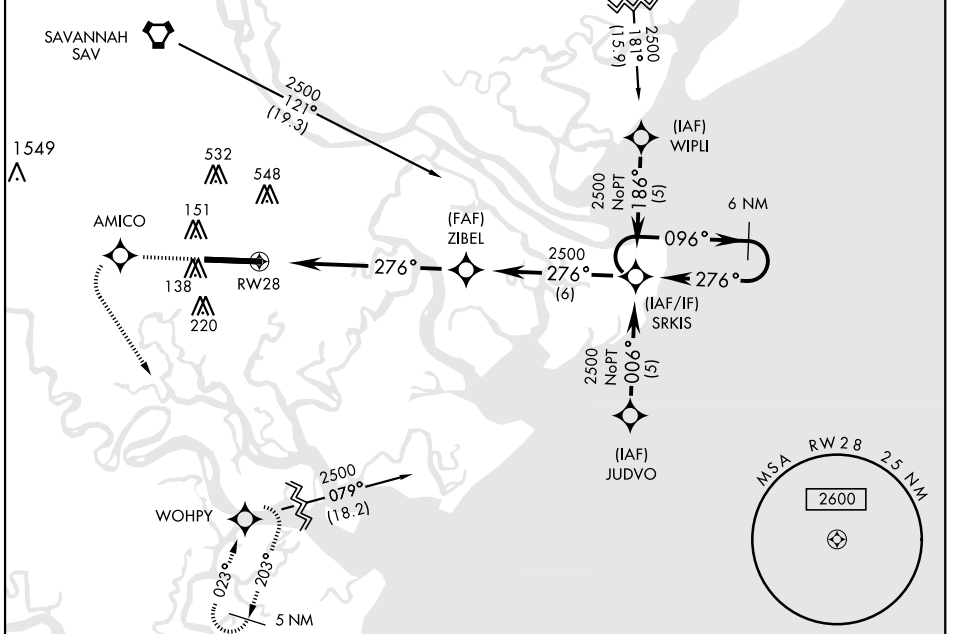 SAVANNAH
SAV
2500
121°
(19.3)
2500
181°
(15.9)
(IAF)
WIPLI
1549
532
548
2500
NoPT
186°
(5)
6 NM
151
AMICO
(FAF)
ZIBEL
096°
276°
2500
276°
(6)
276°
138
RW28
(IAF/IF)
SRKIS
220
2500
NoPT
006°
(5)
(IAF)
JUDVO
2500
079°
(18.2)
WOHPY
023°
203°
5 NM
MSA RW 28 25 NM
2600